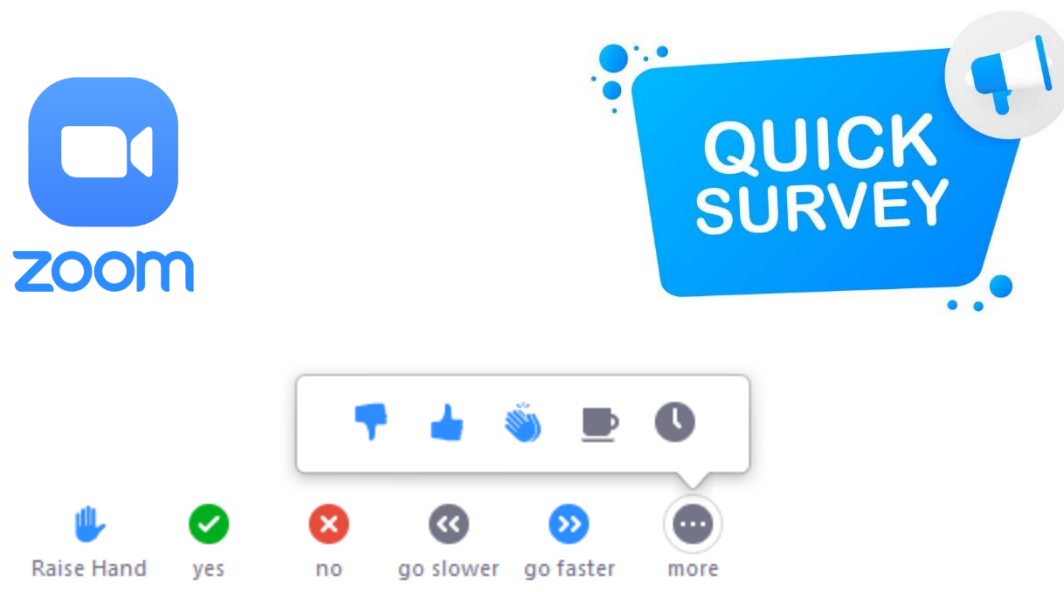 zoom
QUICK
SURVEY
Raise Hand
yes
no
go slower
go faster
more